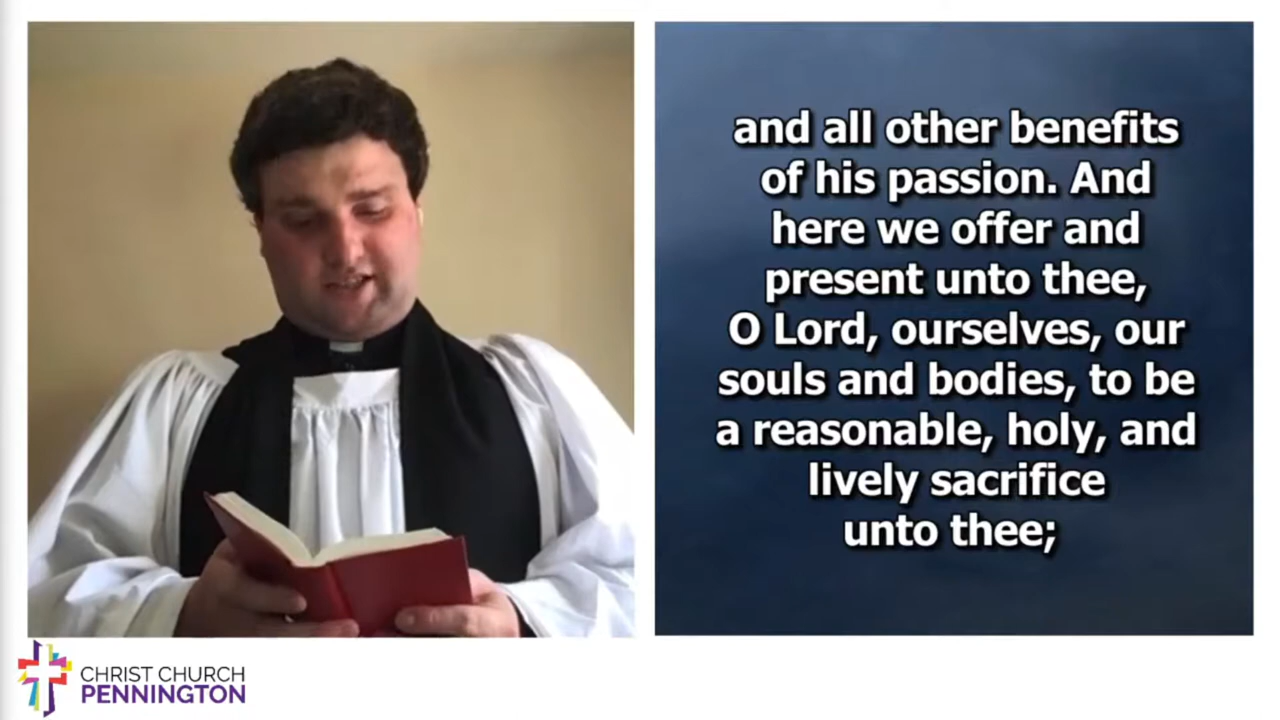 and all other benefits
of his passion. And
here we offer and
present unto thee,
O Lord, ourselves, our
souls and bodies, to be
a reasonable, holy, and
lively sacrifice
unto thee;
CHRIST CHURCH
PENNINGTON